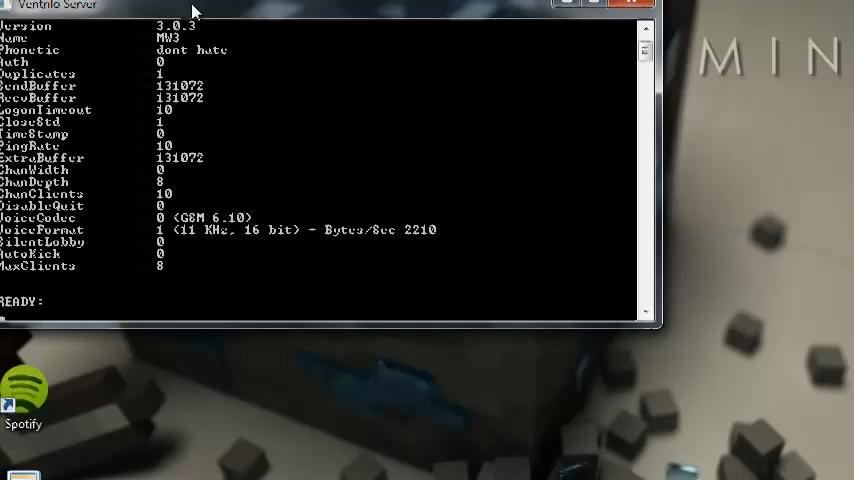 Ventrilo Server
Version 3.0.3
Name MW3
Phonetic dont hate
Auth 0
Duplicates 1
SendBuffer 131072
RecvBuffer 131072
LogonTimeout 10
CloseStd 1
TimeStamp 0
PingRate 10
ExtraBuffer 131072
ChanWidth 0
ChanDepth 8
ChanClients 10
DisableQuit 0
VoiceCodec 0 (GSM 6.10)
VoiceFormat 1 (11 KHz, 16 bit) - Bytes/Sec 2210
SilentLobby 0
AutoKick 0
MaxClients 8
READY:
MIN
Spotify